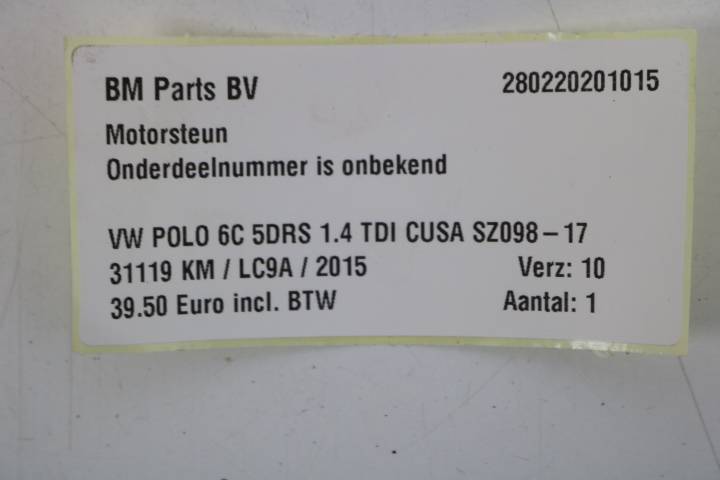 BM Parts BV 280220201015
Motorsteun
Onderdeelnummer is onbekend
VW POLO 6C 5DRS 1.4 TDI CUSA SZ098-17
31119 KM / LC9A / 2015 Verz: 10
39.50 Euro incl. BTW Aantal: 1